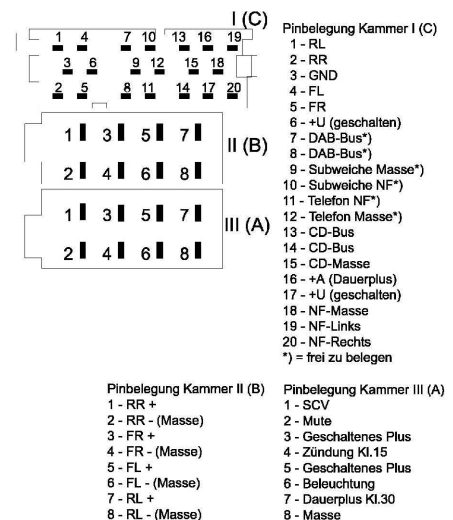 I (C)
1 4 7 10 13 16 19
3 6 9 12 15 18
2 5 8 11 14 17 20
1 3 5 7
II (B)
2 4 6 8
1 3 5 7
III (A)
2 4 6 8
Pinbelegung Kammer I (C)
1 - RL
2 - RR
3 - GND
4 - FL
5 - FR
6 - +U (geschalten)
7 - DAB-Bus*)
8 - DAB-Bus*)
9 - Subweiche Masse*)
10 - Subweiche NF*)
11 - Telefon NF*)
12 - Telefon Masse*)
13 - CD-Bus
14 - CD-Bus
15 - CD-Masse
16 - +A (Dauerplus)
17 - +U (geschalten)
18 - NF-Masse
19 - NF-Links
20 - NF-Rechts
*) = frei zu belegen
Pinbelegung Kammer II (B)
1 - RR +
2 - RR - (Masse)
3 - FR +
4 - FR - (Masse)
5 - FL +
6 - FL - (Masse)
7 - RL +
8 - RL - (Masse)
Pinbelegung Kammer III (A)
1 - SCV
2 - Mute
3 - Geschaltenes Plus
4 - Zündung Kl.15
5 - Geschaltenes Plus
6 - Beleuchtung
7 - Dauerplus Kl.30
8 - Masse